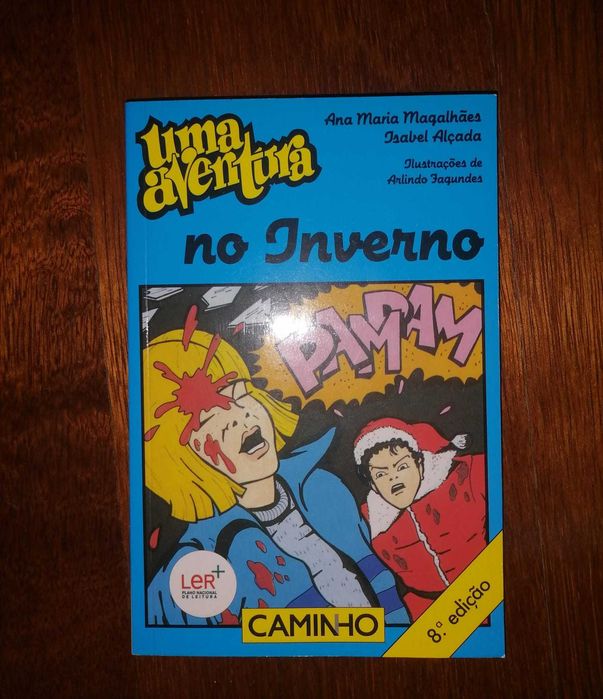 uma
aventura
Ana Maria Magalhães
Isabel Alçada
Ilustrações de
Arlindo Fagundes
no Inverno
PAM PAM
LeR+
PLANO NACIONAL
DE LEITURA
CAMINHO
8.ª edição